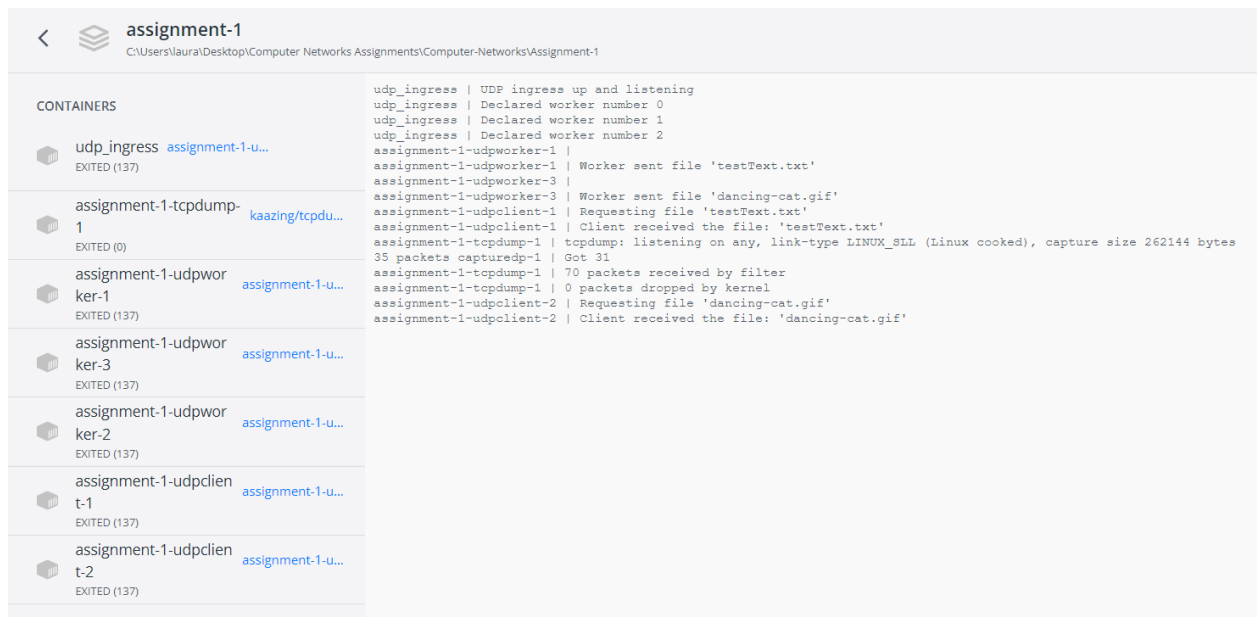 assignment-1
C:\Users\laura\Desktop\Computer Networks Assignments\Computer-Networks\Assignment-1
CONTAINERS
udp_ingress assignment-1-u...
EXITED (137)
assignment-1-tcpdump-
1
kaazing/tcpdu...
EXITED (0)
assignment-1-udpwor
ker-1
assignment-1-u...
EXITED (137)
assignment-1-udpwor
ker-3
assignment-1-u...
EXITED (137)
assignment-1-udpwor
ker-2
assignment-1-u...
EXITED (137)
assignment-1-udpclien
t-1
assignment-1-u...
EXITED (137)
assignment-1-udpclien
t-2
assignment-1-u...
EXITED (137)
udp_ingress | UDP ingress up and listening
udp_ingress | Declared worker number 0
udp_ingress | Declared worker number 1
udp_ingress | Declared worker number 2
assignment-1-udpworker-1 |
assignment-1-udpworker-1 | Worker sent file 'testText.txt'
assignment-1-udpworker-3 |
assignment-1-udpworker-3 | Worker sent file 'dancing-cat.gif'
assignment-1-udpclient-1 | Requesting file 'testText.txt'
assignment-1-udpclient-1 | Client received the file: 'testText.txt'
assignment-1-tcpdump-1 | tcpdump: listening on any, link-type LINUX_SLL (Linux cooked), capture size 262144 bytes
35 packets capturedp-1 | Got 31
assignment-1-tcpdump-1 | 70 packets received by filter
assignment-1-tcpdump-1 | 0 packets dropped by kernel
assignment-1-udpclient-2 | Requesting file 'dancing-cat.gif'
assignment-1-udpclient-2 | Client received the file: 'dancing-cat.gif'